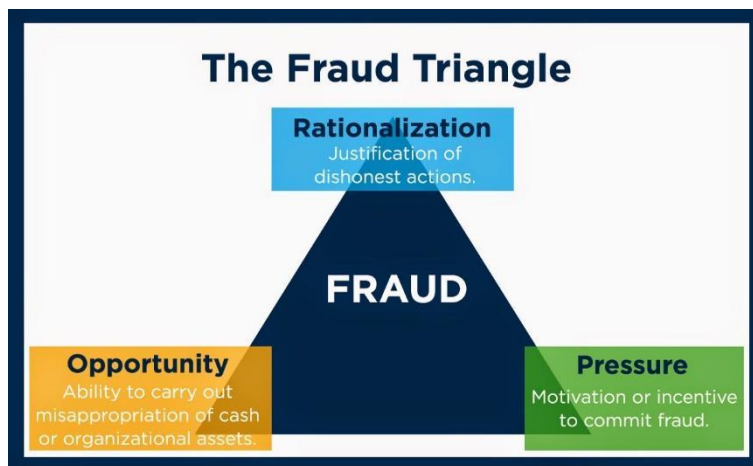 The Fraud Triangle
Rationalization
Justification of
dishonest actions.
FRAUD
Opportunity
Ability to carry out
misappropriation of cash
or organizational assets.
Pressure
Motivation or incentive
to commit fraud.